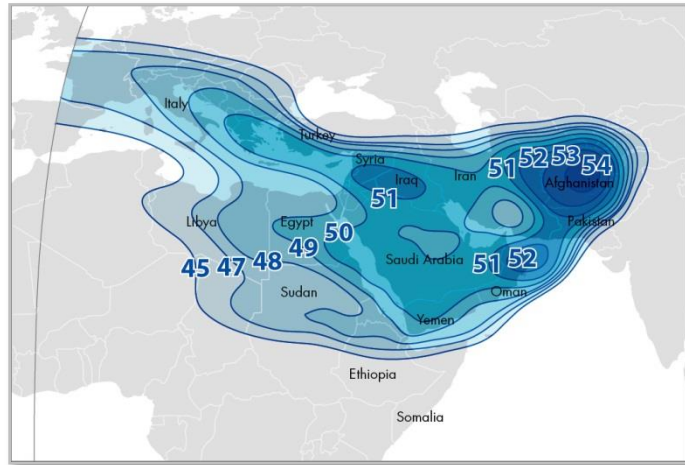 Italy
Turkey
Syria
51 52 53 54
Iraq
Iran
Afghanistan
51
Libya
Egypt
50
Pakistan
49
48
Saudi Arabia
51 52
45 47
Sudan
Oman
Yemen
Ethiopia
Somalia